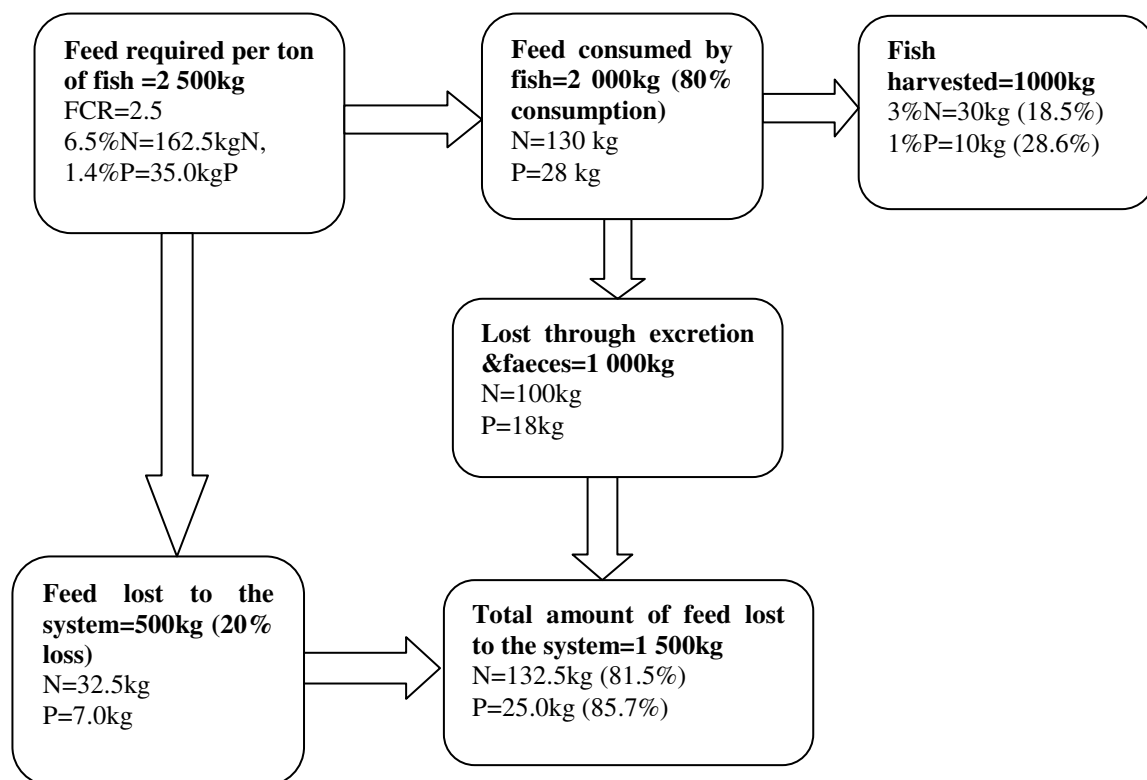 Feed required per ton
of fish =2 500kg
FCR=2.5
6.5%N=162.5kgN,
1.4%P=35.0kgP
Feed consumed by
fish=2 000kg (80%
consumption)
N=130 kg
P=28 kg
Fish
harvested=1000kg
3%N=30kg (18.5%)
1%P=10kg (28.6%)
Lost through excretion
&faeces=1 000kg
N=100kg
P=18kg
Feed lost to the
system=500kg (20%
loss)
N=32.5kg
P=7.0kg
Total amount of feed lost
to the system=1 500kg
N=132.5kg (81.5%)
P=25.0kg (85.7%)